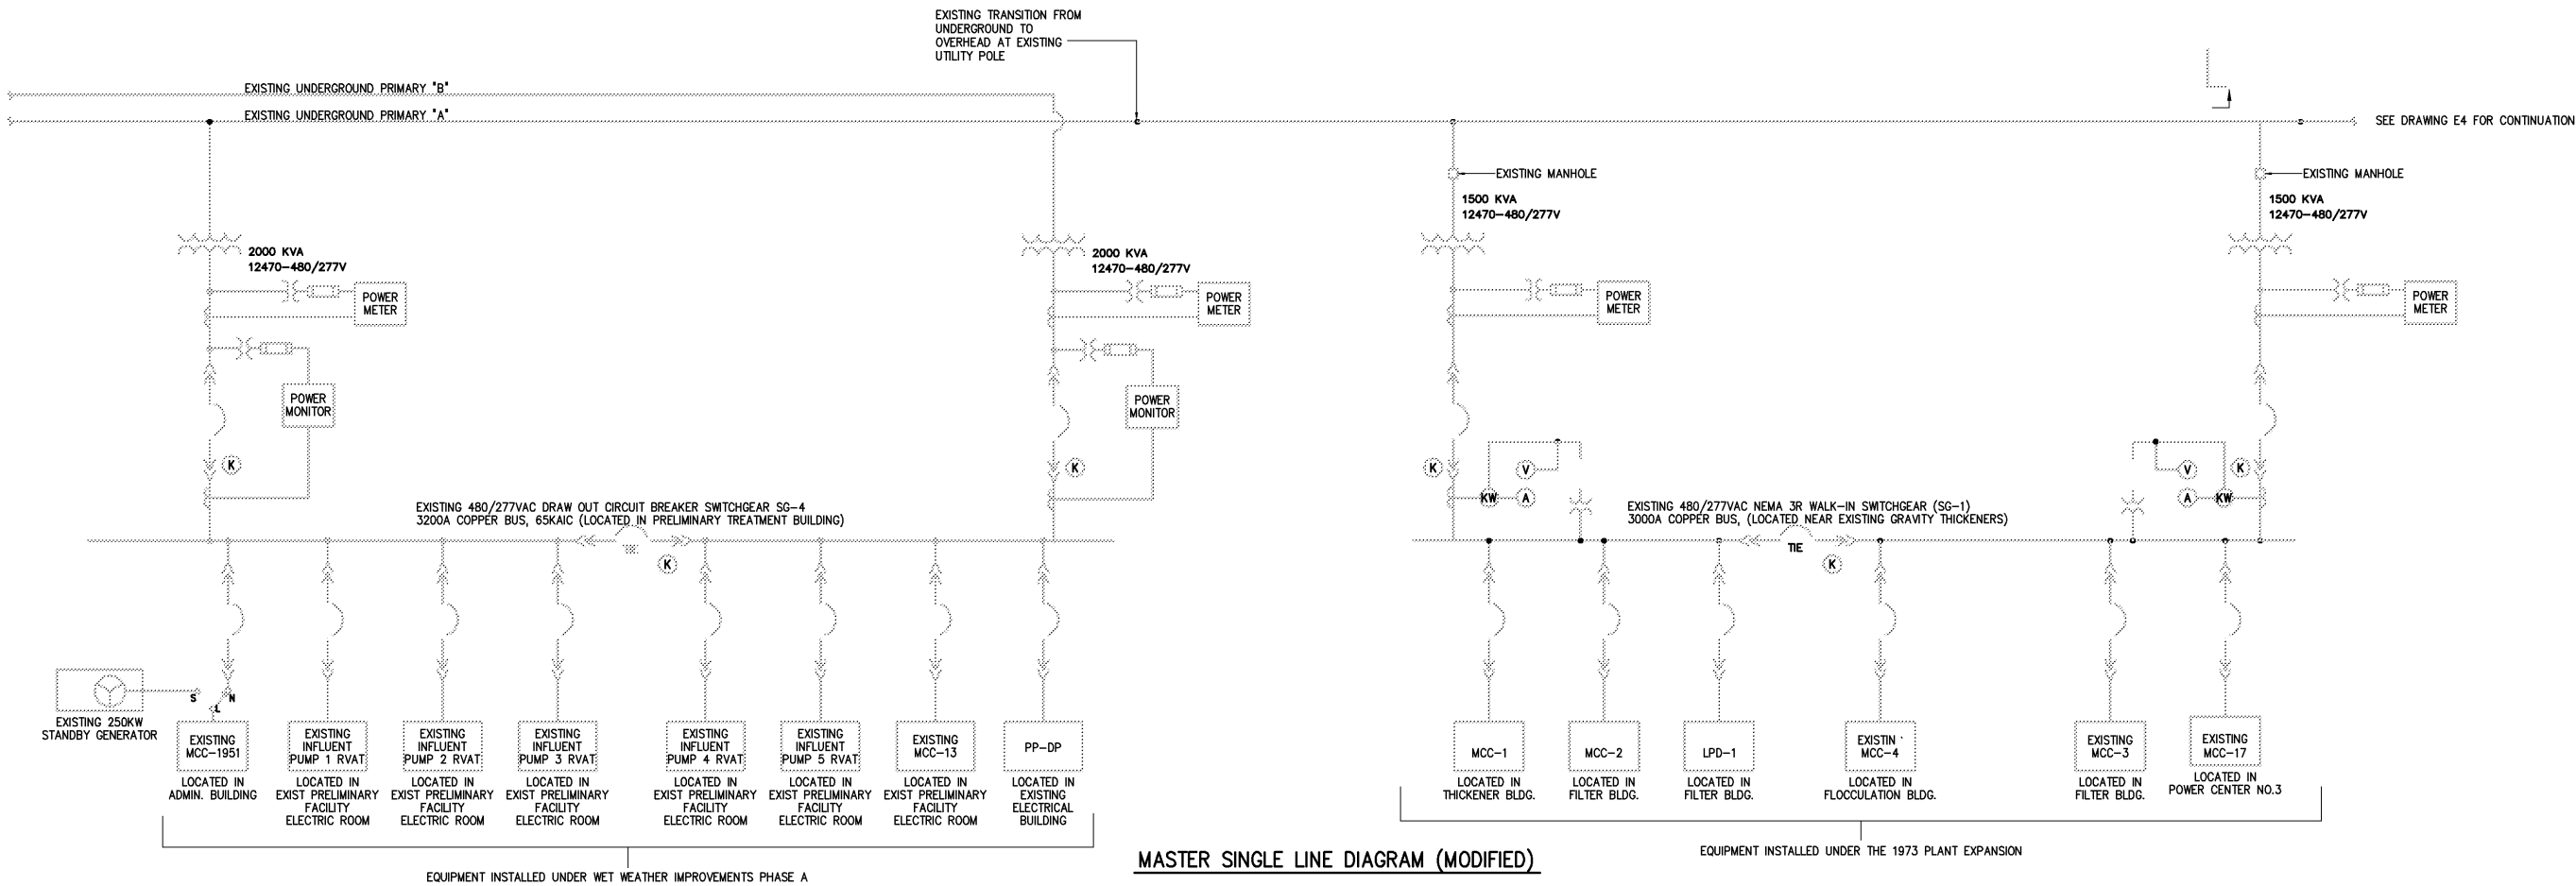 EXISTING TRANSITION FROM
UNDERGROUND TO
OVERHEAD AT EXISTING
UTILITY POLE
EXISTING UNDERGROUND PRIMARY "B"
EXISTING UNDERGROUND PRIMARY "A"
SEE DRAWING E4 FOR CONTINUATION
EXISTING MANHOLE
EXISTING MANHOLE
1500 KVA
12470-480/277V
1500 KVA
12470-480/277V
2000 KVA
12470-480/277V
2000 KVA
12470-480/277V
POWER
METER
POWER
METER
POWER
METER
POWER
METER
POWER
MONITOR
POWER
MONITOR
K
K
K
V
KW
A
V
K
A
KW
EXISTING 480/277VAC DRAW OUT CIRCUIT BREAKER SWITCHGEAR SG-4
3200A COPPER BUS, 65KAIC (LOCATED IN PRELIMINARY TREATMENT BUILDING)
EXISTING 480/277VAC NEMA 3R WALK-IN SWITCHGEAR (SG-1)
3000A COPPER BUS, (LOCATED NEAR EXISTING GRAVITY THICKENERS)
TIE
K
TIE
K
S
N
L
EXISTING 250KW
STANDBY GENERATOR
EXISTING
MCC-1951
LOCATED IN
ADMIN. BUILDING
EXISTING
INFLUENT
PUMP 1 RVAT
LOCATED IN
EXIST PRELIMINARY
FACILITY
ELECTRIC ROOM
EXISTING
INFLUENT
PUMP 2 RVAT
LOCATED IN
EXIST PRELIMINARY
FACILITY
ELECTRIC ROOM
EXISTING
INFLUENT
PUMP 3 RVAT
LOCATED IN
EXIST PRELIMINARY
FACILITY
ELECTRIC ROOM
EXISTING
INFLUENT
PUMP 4 RVAT
LOCATED IN
EXIST PRELIMINARY
FACILITY
ELECTRIC ROOM
EXISTING
INFLUENT
PUMP 5 RVAT
LOCATED IN
EXIST PRELIMINARY
FACILITY
ELECTRIC ROOM
EXISTING
MCC-13
LOCATED IN
EXIST PRELIMINARY
FACILITY
ELECTRIC ROOM
PP-DP
LOCATED IN
EXISTING
ELECTRICAL
BUILDING
MCC-1
LOCATED IN
THICKENER BLDG.
MCC-2
LOCATED IN
FILTER BLDG.
LPD-1
LOCATED IN
FILTER BLDG.
EXISTIN
MCC-4
LOCATED IN
FLOCCULATION BLDG.
EXISTING
MCC-3
LOCATED IN
FILTER BLDG.
EXISTING
MCC-17
LOCATED IN
POWER CENTER NO.3
EQUIPMENT INSTALLED UNDER WET WEATHER IMPROVEMENTS PHASE A
MASTER SINGLE LINE DIAGRAM (MODIFIED)
EQUIPMENT INSTALLED UNDER THE 1973 PLANT EXPANSION